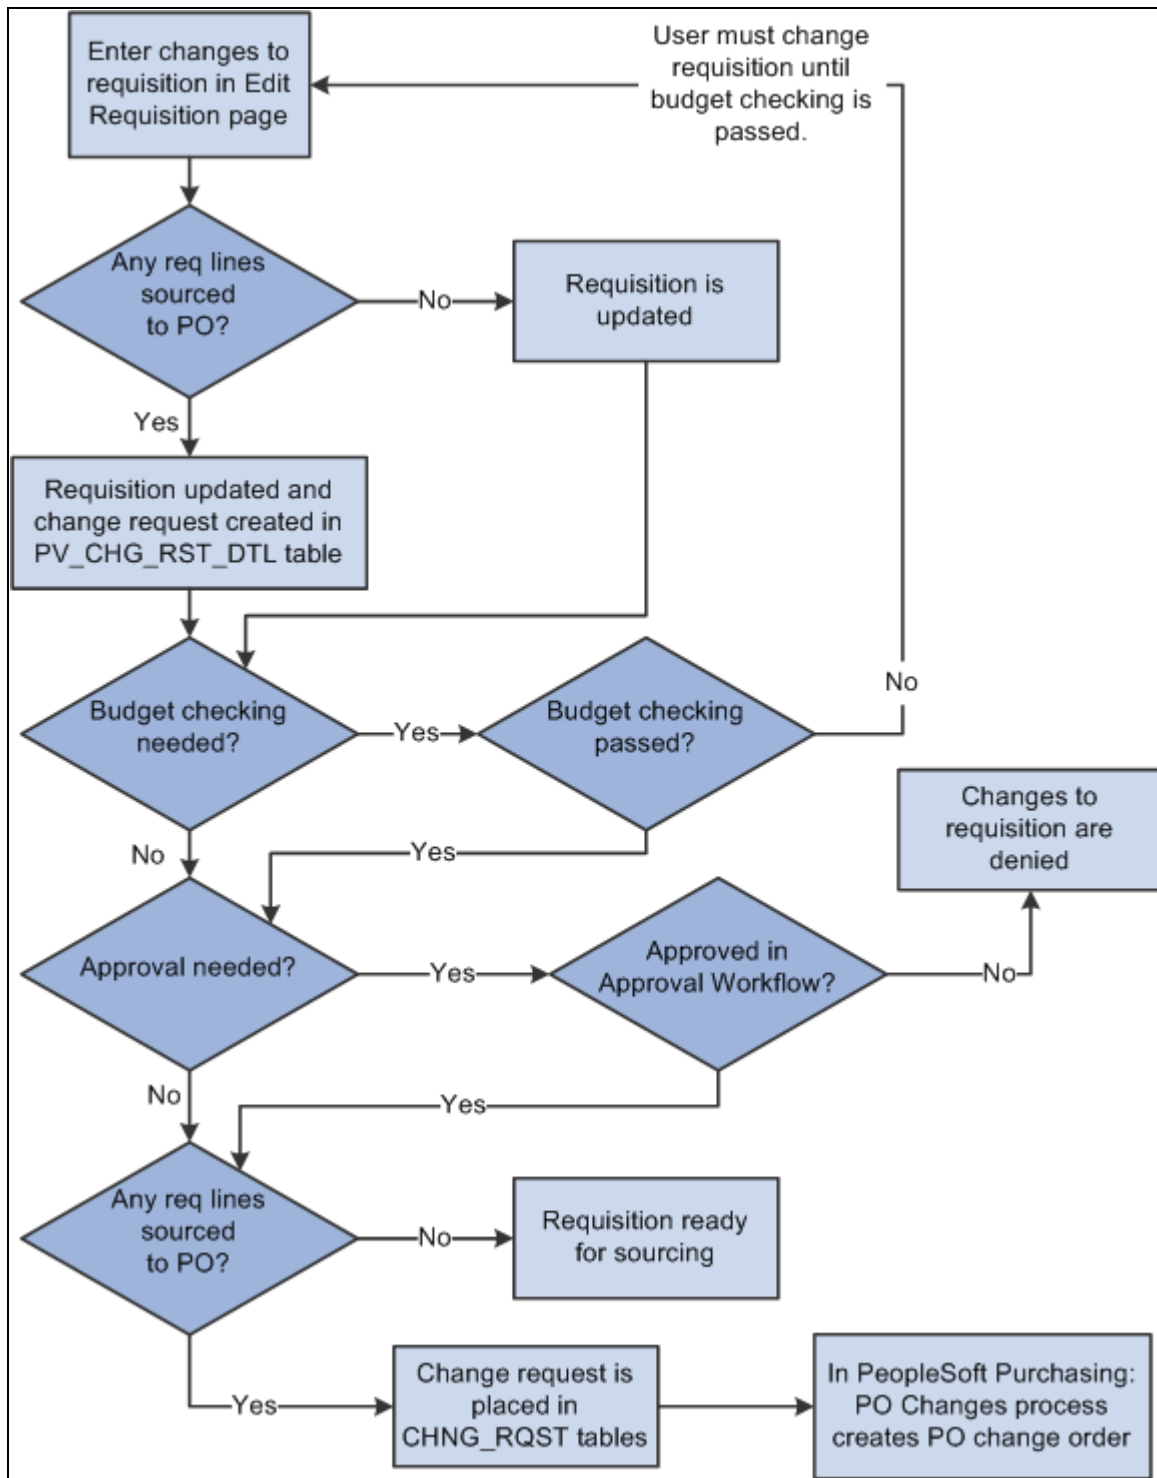 Enter changes to
requisition in Edit
Requisition page
User must change
requisition until
budget checking is
passed.
Any req lines
sourced
to PO?
No
Requisition is
updated
Yes
Requisition updated and
change request created in
PV_CHG_RST_DTL table
Budget checking
needed?
Yes
Budget checking
passed?
No
Changes to
requisition are
denied
No
Yes
Approval needed?
Yes
Approved in
Approval Workflow?
No
No
Yes
Any req lines
sourced
to PO?
No
Requisition ready
for sourcing
Yes
Change request is
placed in
CHNG_RQST tables
In PeopleSoft Purchasing:
PO Changes process
creates PO change order